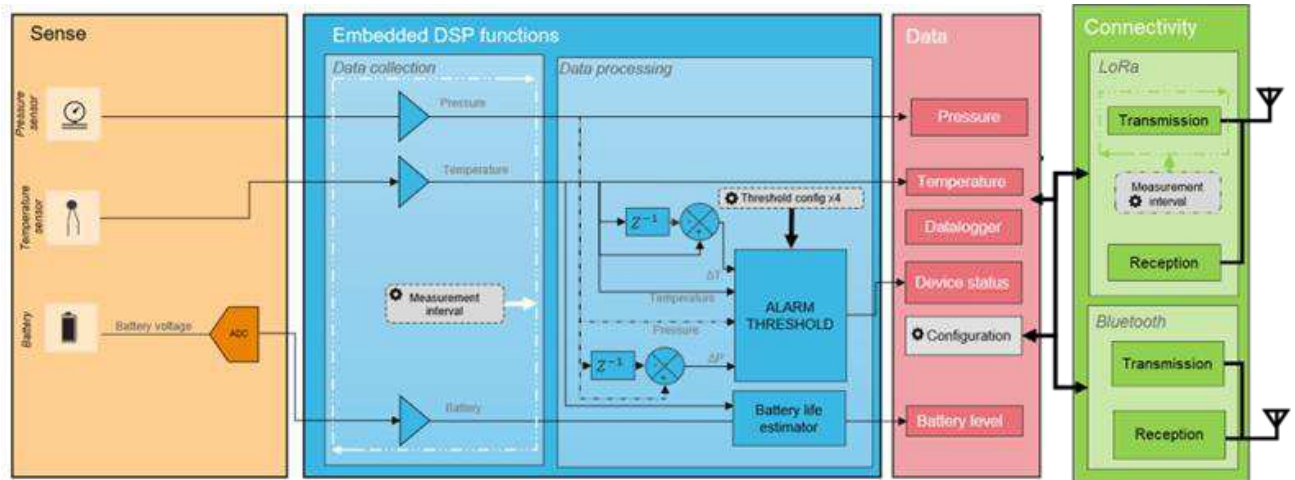 Sense
Embedded DSP functions
Data
Connectivity
Data collection
Data processing
LoRa
Pressure
sensor
Pressure
Pressure
Transmission
Temperature
sensor
Temperature
Temperature
Measurement
interval
Threshold config x4
Z⁻¹
Datalogger
ΔT
Reception
Measurement
interval
Temperature
ALARM
THRESHOLD
Device status
Battery
Battery voltage
ADC
Pressure
Configuration
Bluetooth
Z⁻¹
ΔP
Transmission
Battery
Battery life
estimator
Battery level
Reception